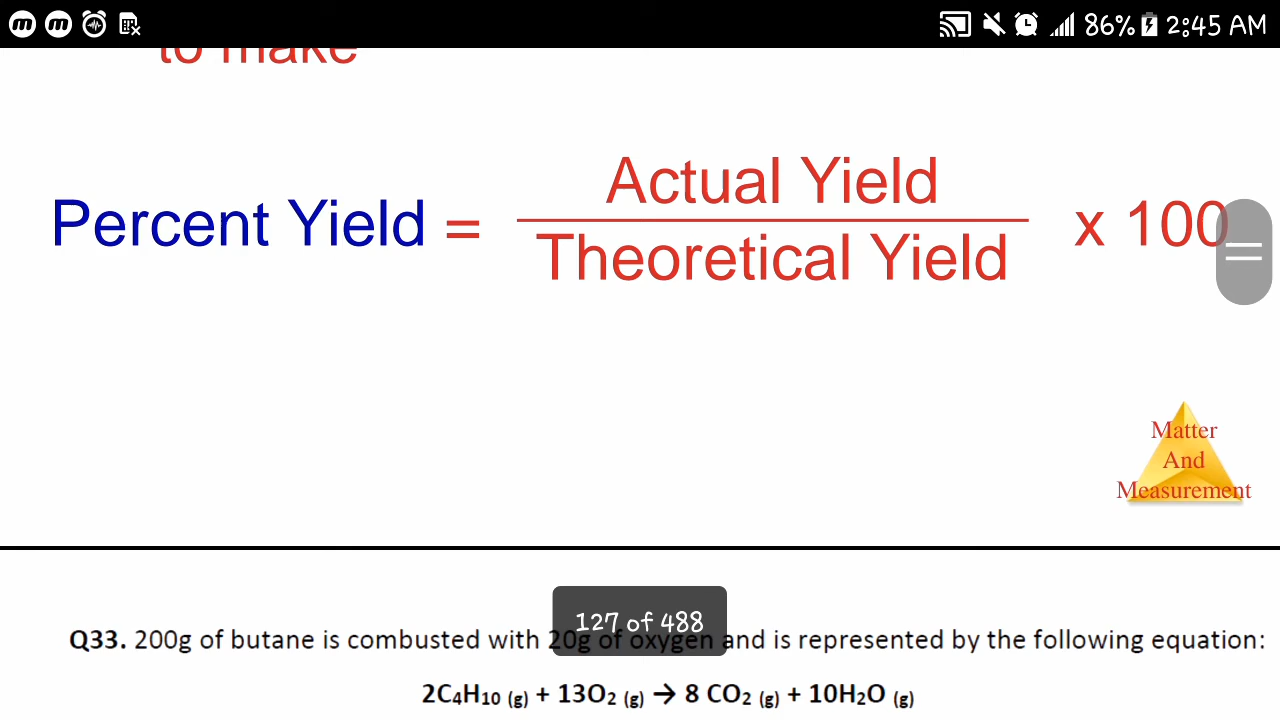 86% 2:45 AM
to make
Percent Yield = Actual Yield
Theoretical Yield x 100
Matter
And
Measurement
127 of 488
Q33. 200g of butane is combusted with 20g of oxygen and is represented by the following equation:
2C₄H₁₀ (g) + 13O₂ (g) → 8 CO₂ (g) + 10H₂O (g)